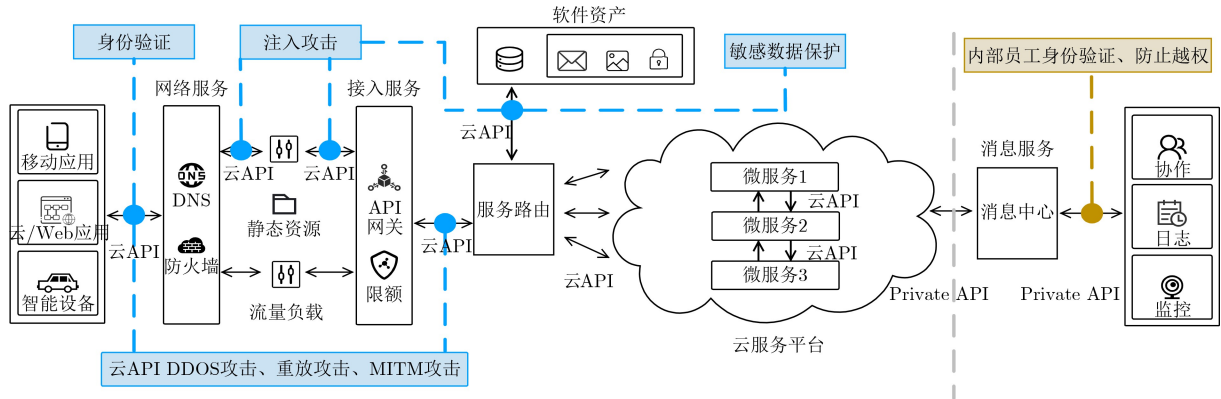 软件资产
身份验证
注入攻击
敏感数据保护
内部员工身份验证、防止越权
网络服务
接入服务
云API
移动应用
云API
云API
微服务1
消息服务
协作
DNS
DNS
API
网关
服务路由
云API
静态资源
微服务2
消息中心
云/Web应用
云API
云API
云API
日志
防火墙
云API
微服务3
智能设备
限额
流量负载
Private API
Private API
监控
云服务平台
云API DDOS攻击、重放攻击、MITM攻击